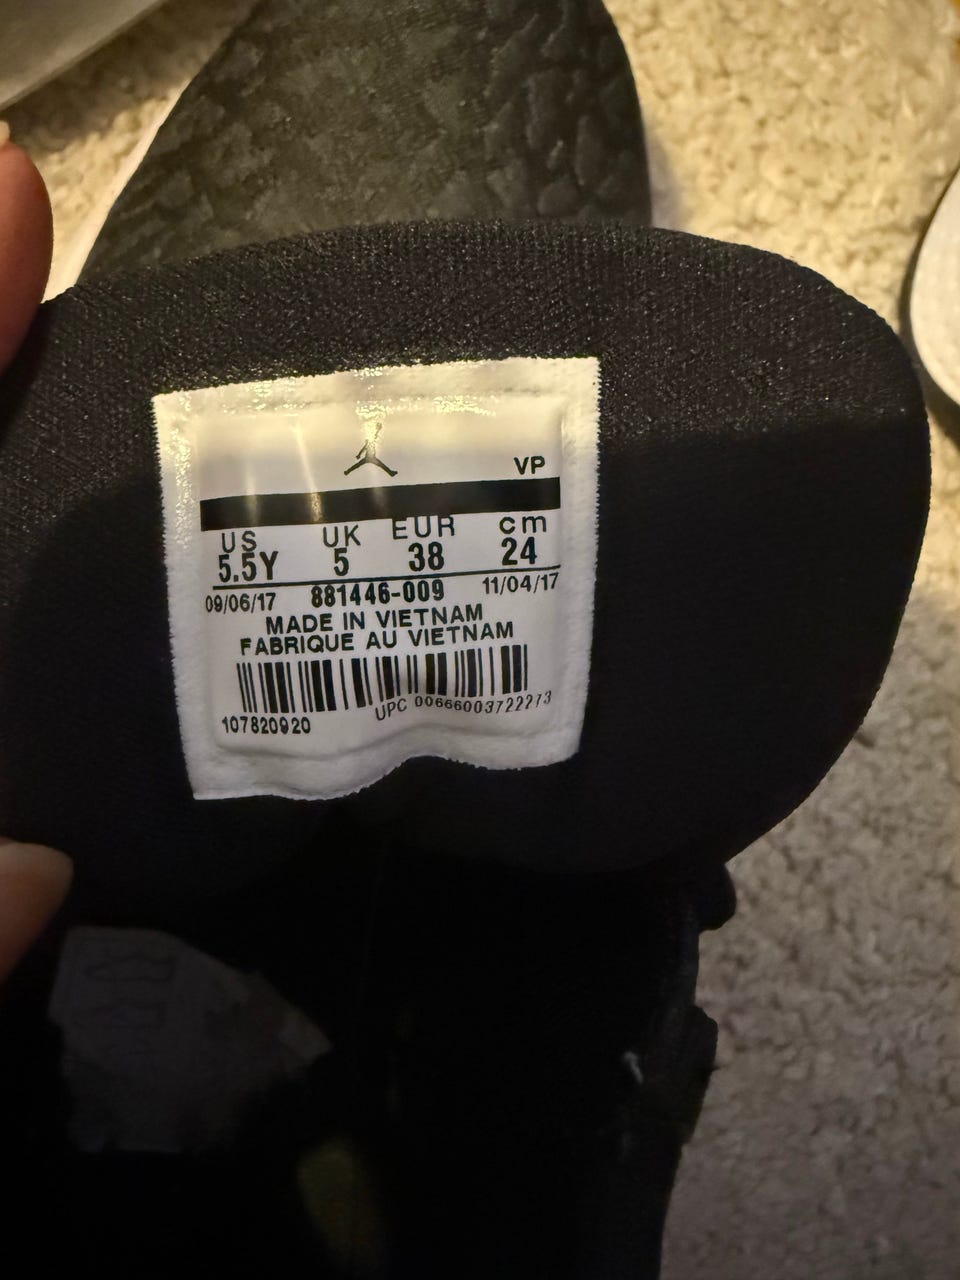 VP
US UK EUR cm
5.5Y 5 38 24
09/06/17 881446-009 11/04/17
MADE IN VIETNAM
FABRIQUE AU VIETNAM
107820920 UPC 00666003722273